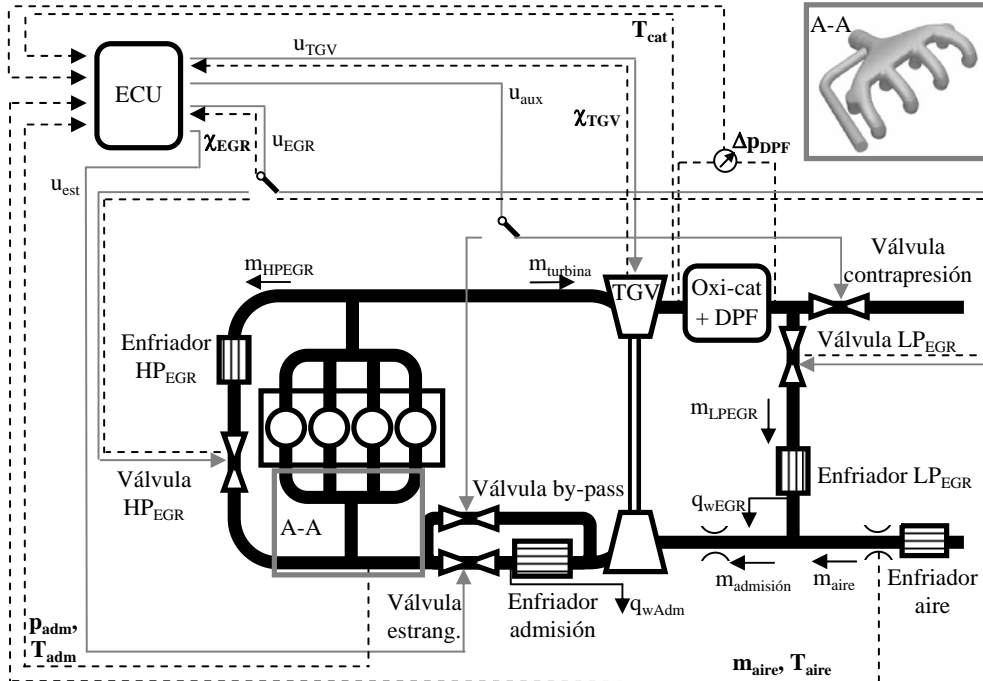 T_cat
A-A
u_TGV
ECU
u_aux
χ_TGV
χ_EGR
u_EGR
Δp_DPF
u_est
Válvula
contrapresión
m_HPEGR
m_turbina
TGV
Oxi-cat
+ DPF
Enfriador
HP_EGR
Válvula LP_EGR
m_LPEGR
Válvula
HP_EGR
Válvula by-pass
Enfriador LP_EGR
q_wEGR
A-A
m_admisión
m_aire
Enfriador
aire
Válvula
estrang.
Enfriador
admisión
q_wAdm
p_adm,
T_adm
m_aire, T_aire